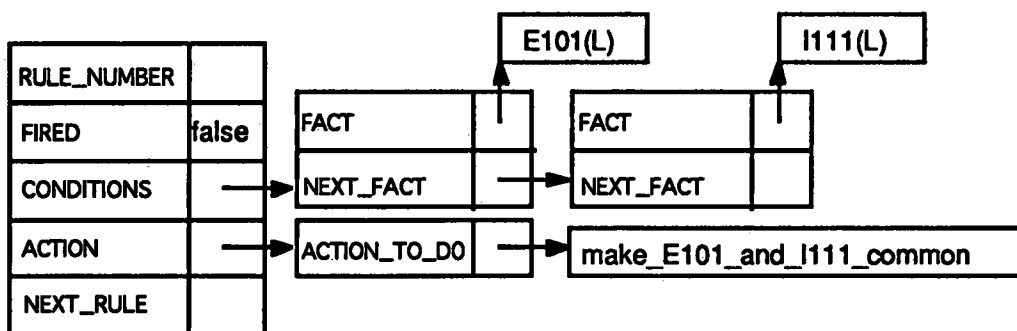 E101(L)
I111(L)
RULE_NUMBER
FIRED
false
FACT
FACT
CONDITIONS
NEXT_FACT
NEXT_FACT
ACTION
ACTION_TO_DO
make_E101_and_I111_common
NEXT_RULE